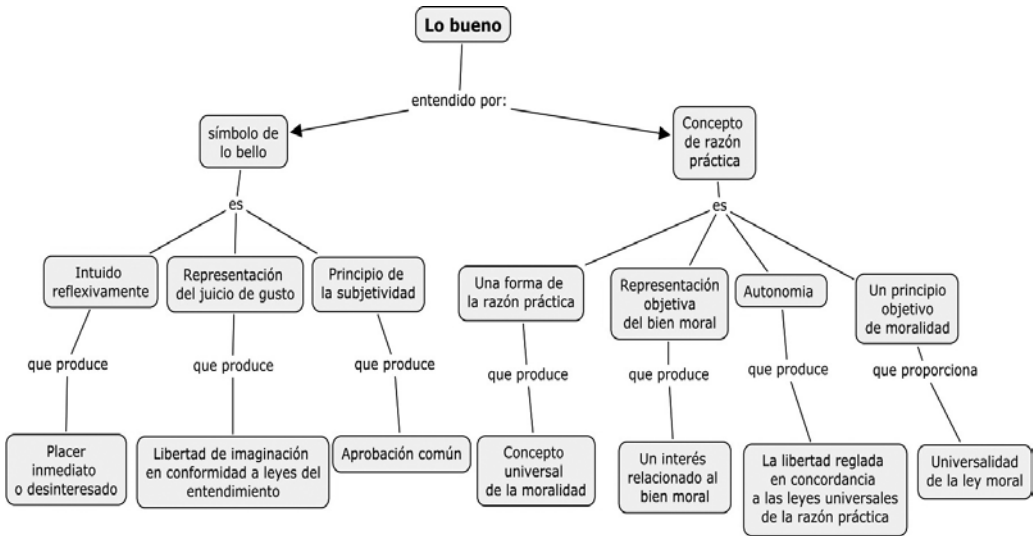 Lo bueno
entendido por:
símbolo de
lo bello
Concepto
de razón
práctica
es
es
Intuido
reflexivamente
Representación
del juicio de gusto
Principio de
la subjetividad
Una forma de
la razón práctica
Representación
objetiva
del bien moral
Autonomia
Un principio
objetivo
de moralidad
que produce
que produce
que produce
que produce
que produce
que produce
que proporciona
Placer
inmediato
o desinteresado
Libertad de imaginación
en conformidad a leyes del
entendimiento
Aprobación común
Concepto
universal
de la moralidad
Un interés
relacionado al
bien moral
La libertad reglada
en concordancia
a las leyes universales
de la razón práctica
Universalidad
de la ley moral